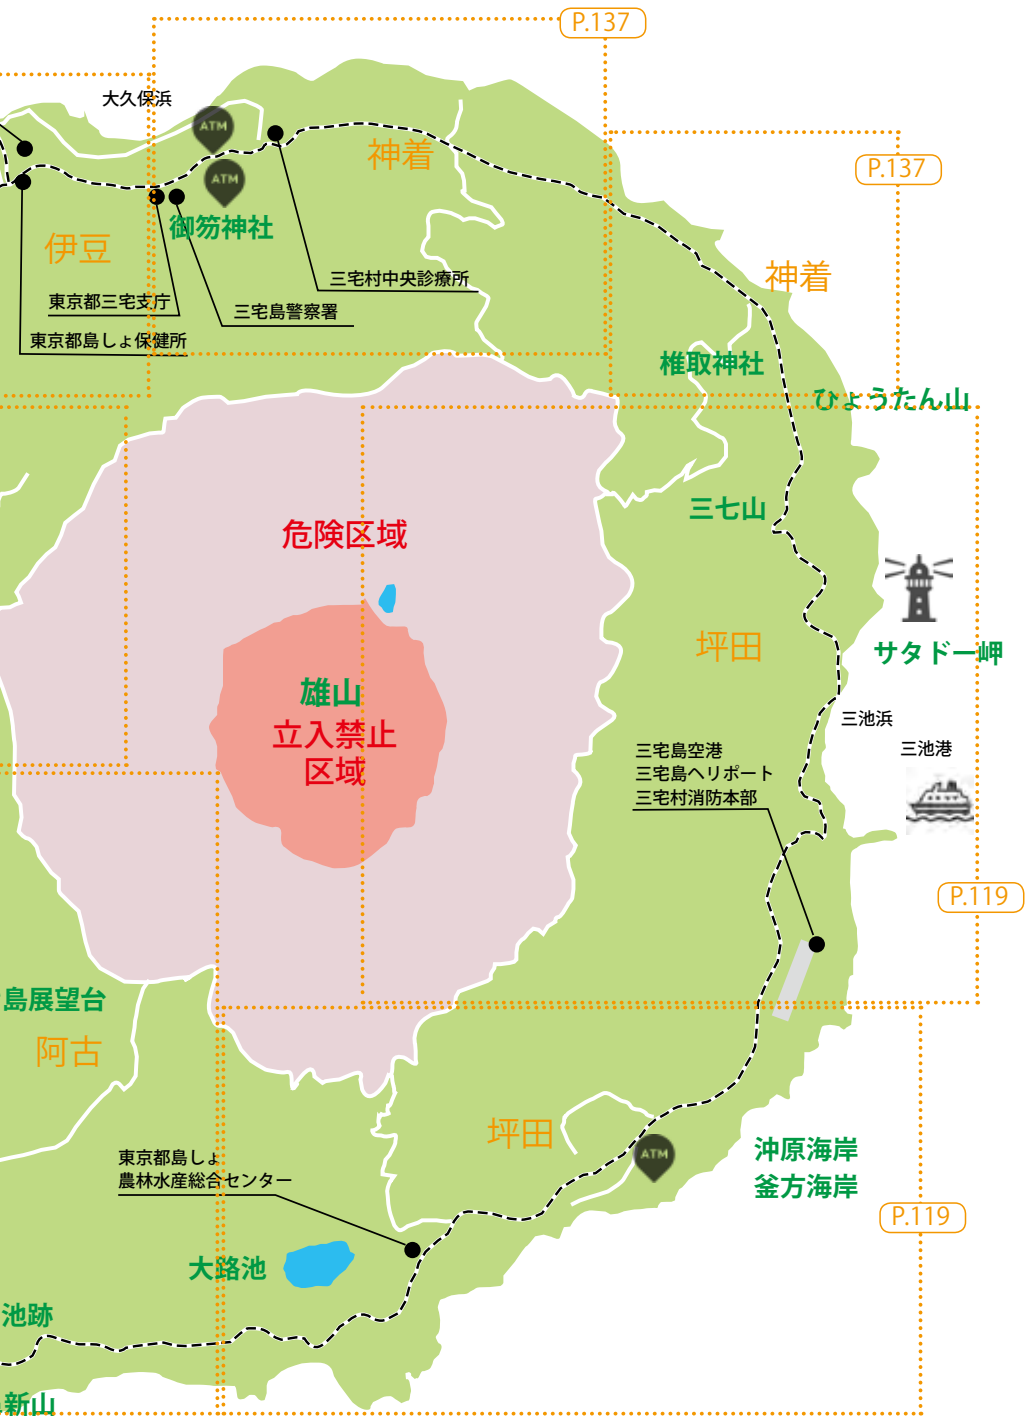 P.137
大久保浜
ATM
神着
P.137
ATM
御笏神社
伊豆
神着
三宅村中央診療所
東京都三宅支庁
三宅島警察署
東京都島しょ保健所
椎取神社
ひょうたん山
三七山
危険区域
サタドー岬
坪田
雄山
立入禁止
区域
三池浜
三池港
三宅島空港
三宅島ヘリポート
三宅村消防本部
P.119
島展望台
阿古
坪田
沖原海岸
釜方海岸
ATM
東京都島しょ
農林水産総合センター
P.119
大路池
池跡
新山